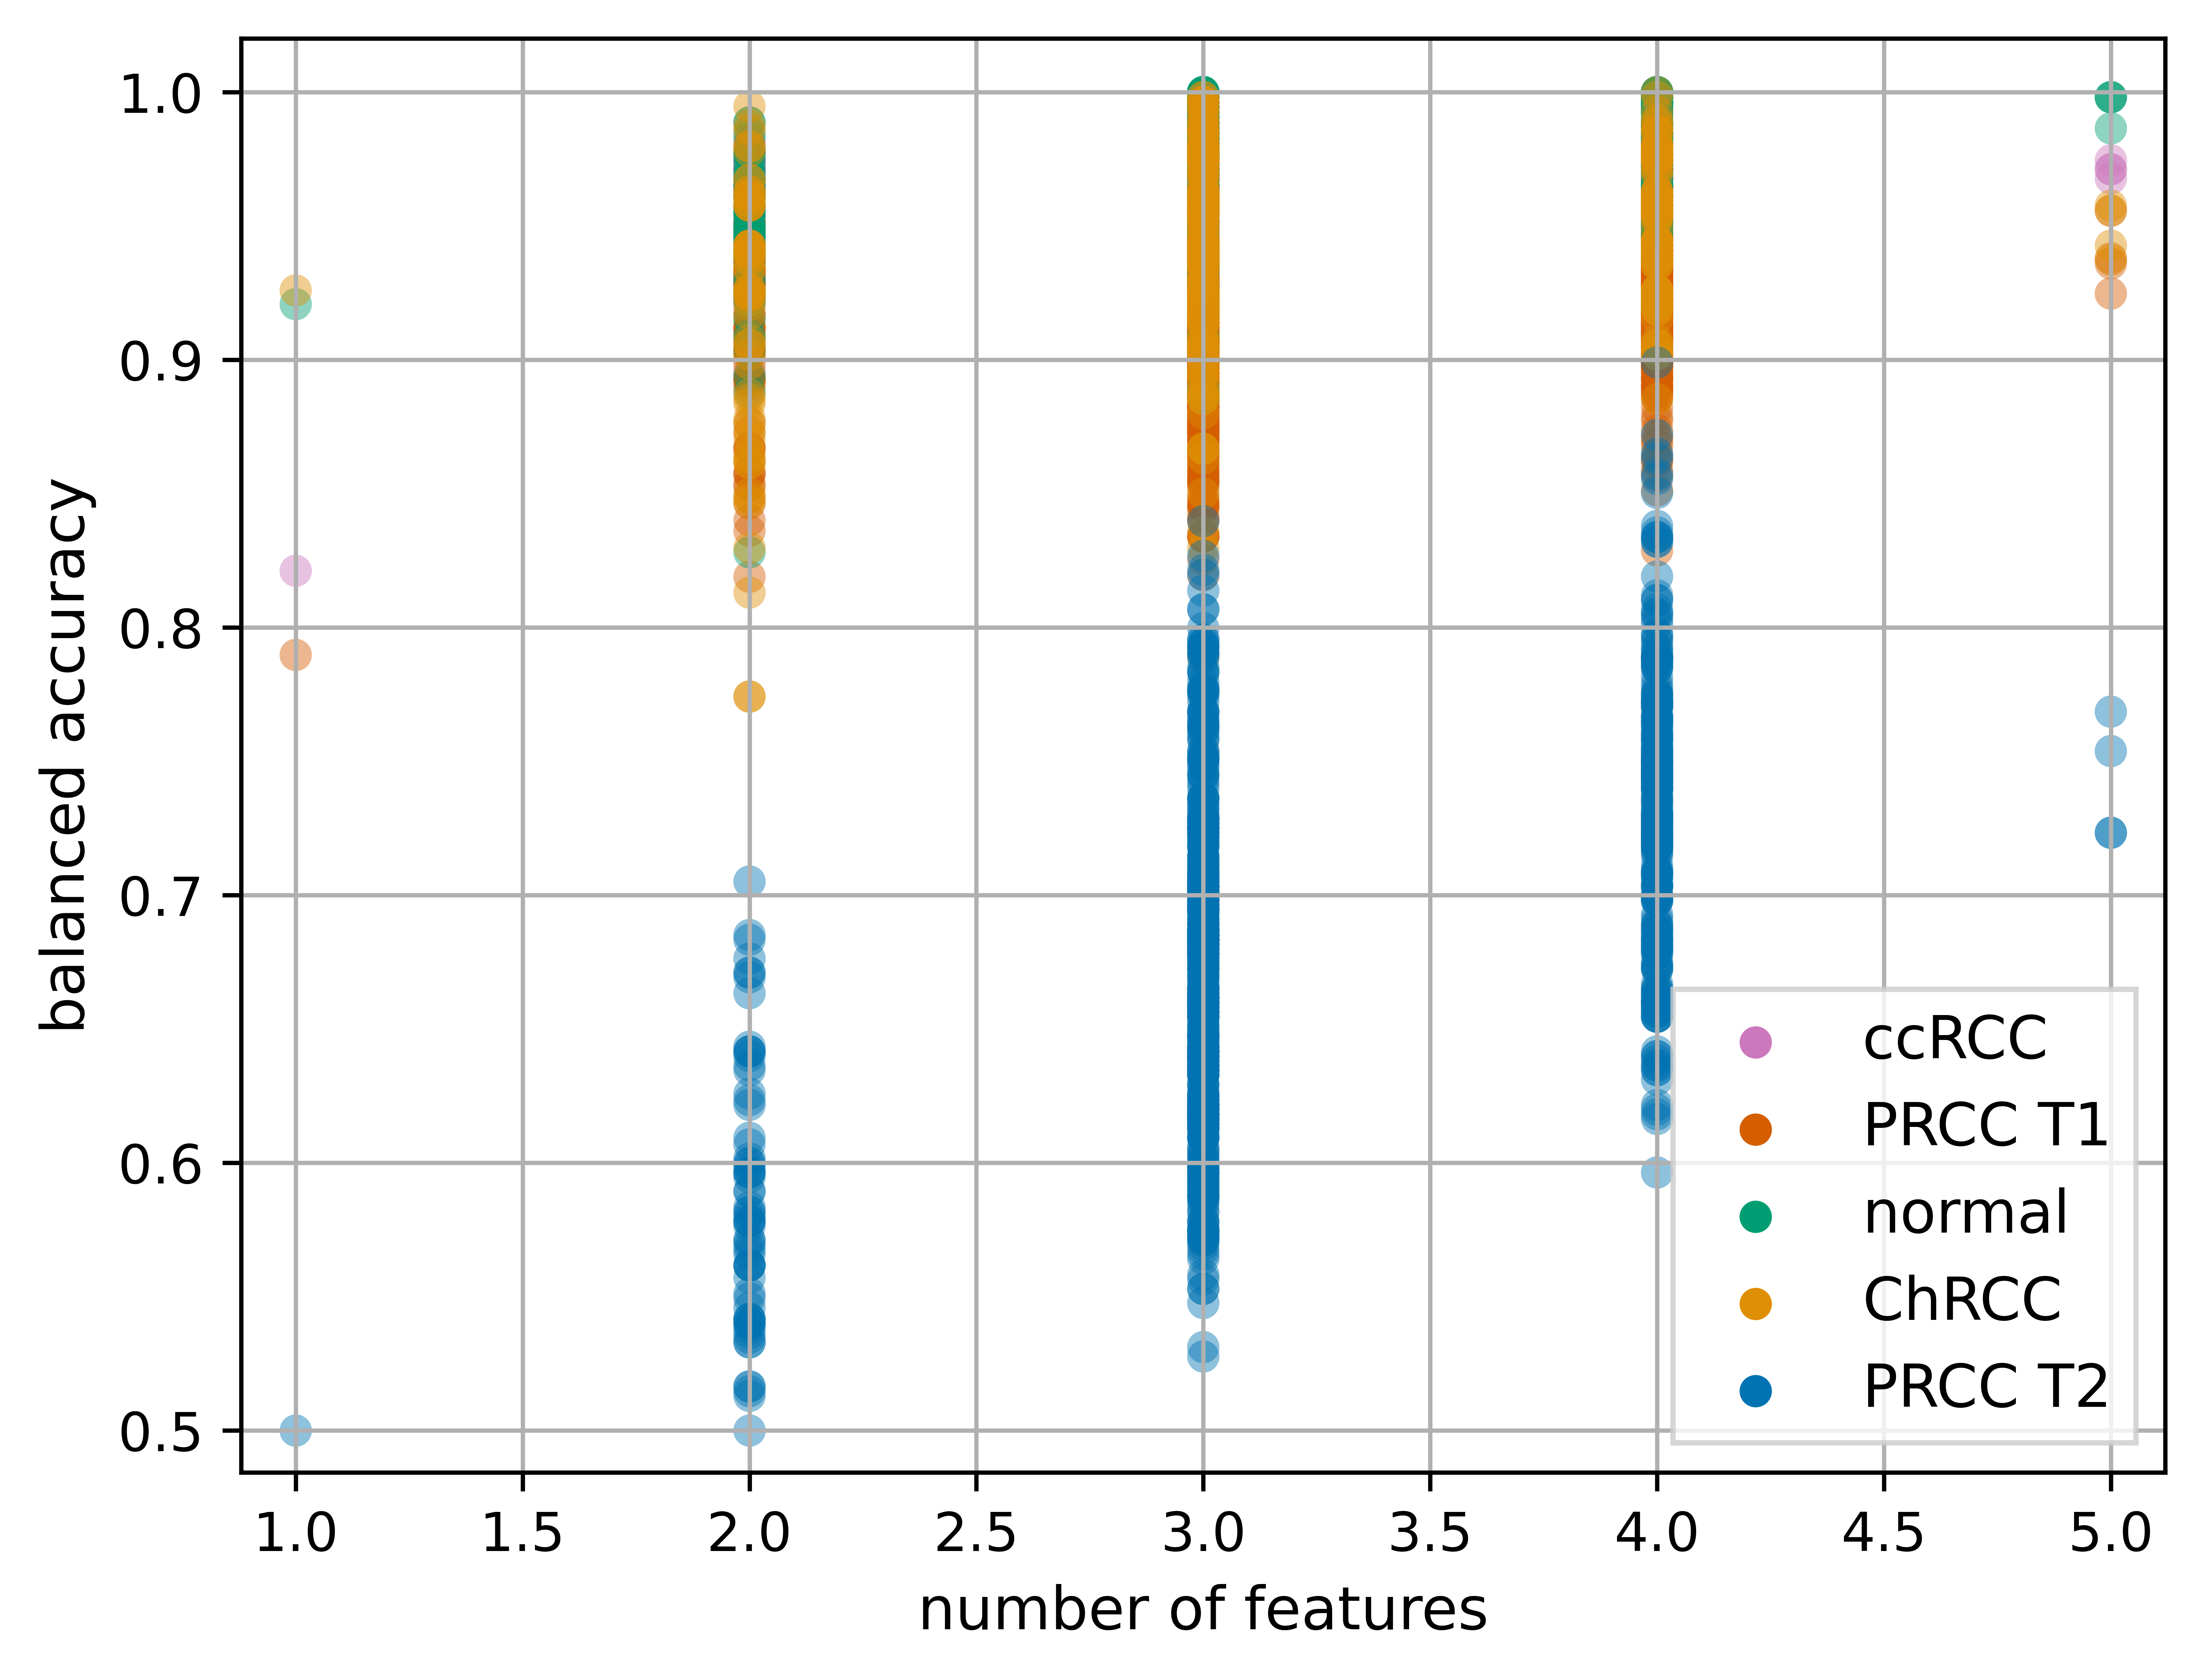 1.0
0.9
0.8
0.7
0.6
0.5
balanced accuracy
ccRCC
PRCC T1
normal
ChRCC
PRCC T2
1.0 1.5 2.0 2.5 3.0 3.5 4.0 4.5 5.0
number of features